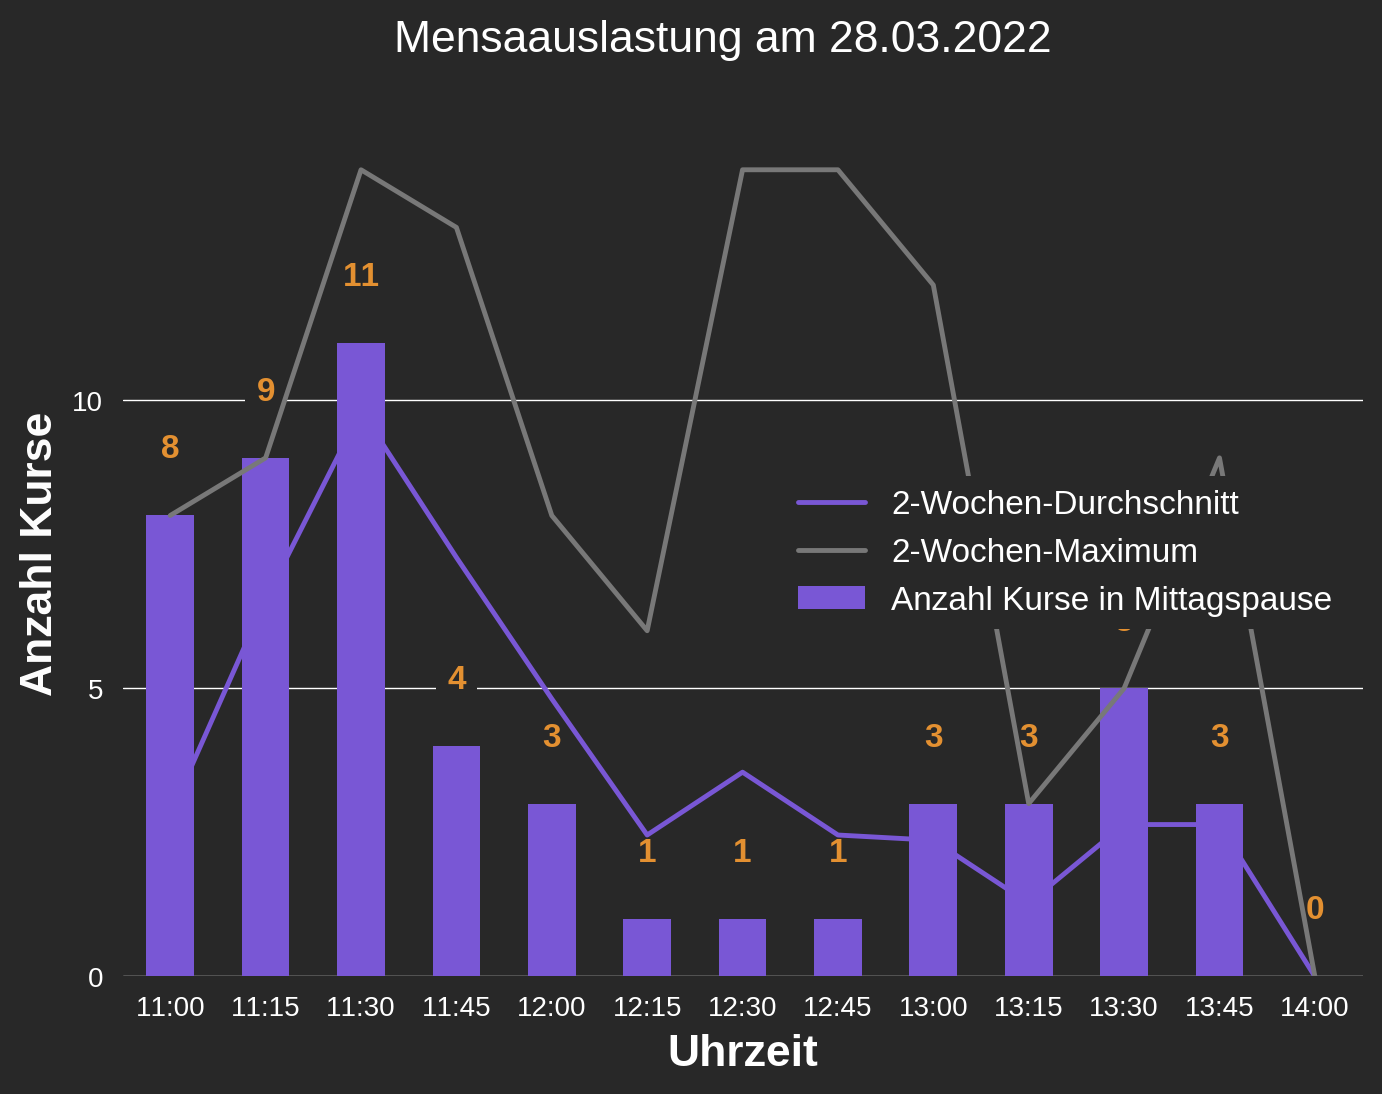 Mensaauslastung am 28.03.2022
11
9
10
8
2-Wochen-Durchschnitt
2-Wochen-Maximum
Anzahl Kurse in Mittagspause
Anzahl Kurse
4
5
3
3
3
3
1
1
1
0
0
11:00 11:15 11:30 11:45 12:00 12:15 12:30 12:45 13:00 13:15 13:30 13:45 14:00
Uhrzeit